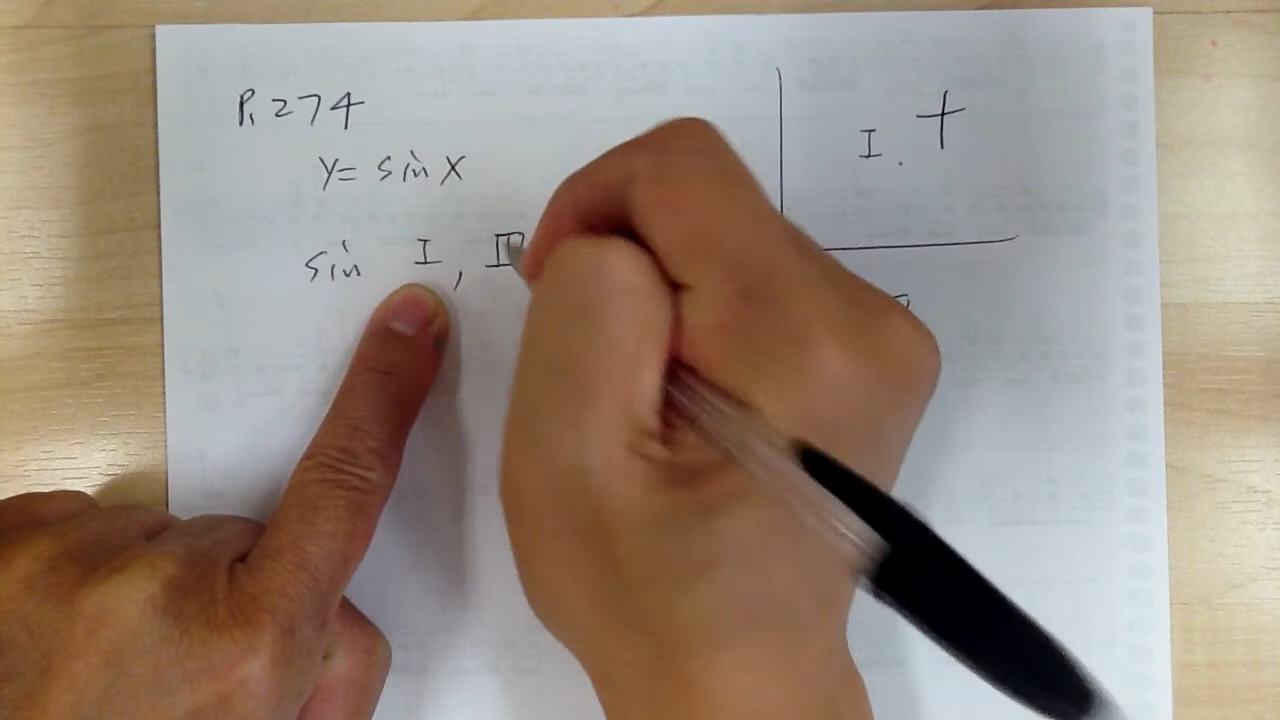 P.274
y= sin x
sin I, II
I. +